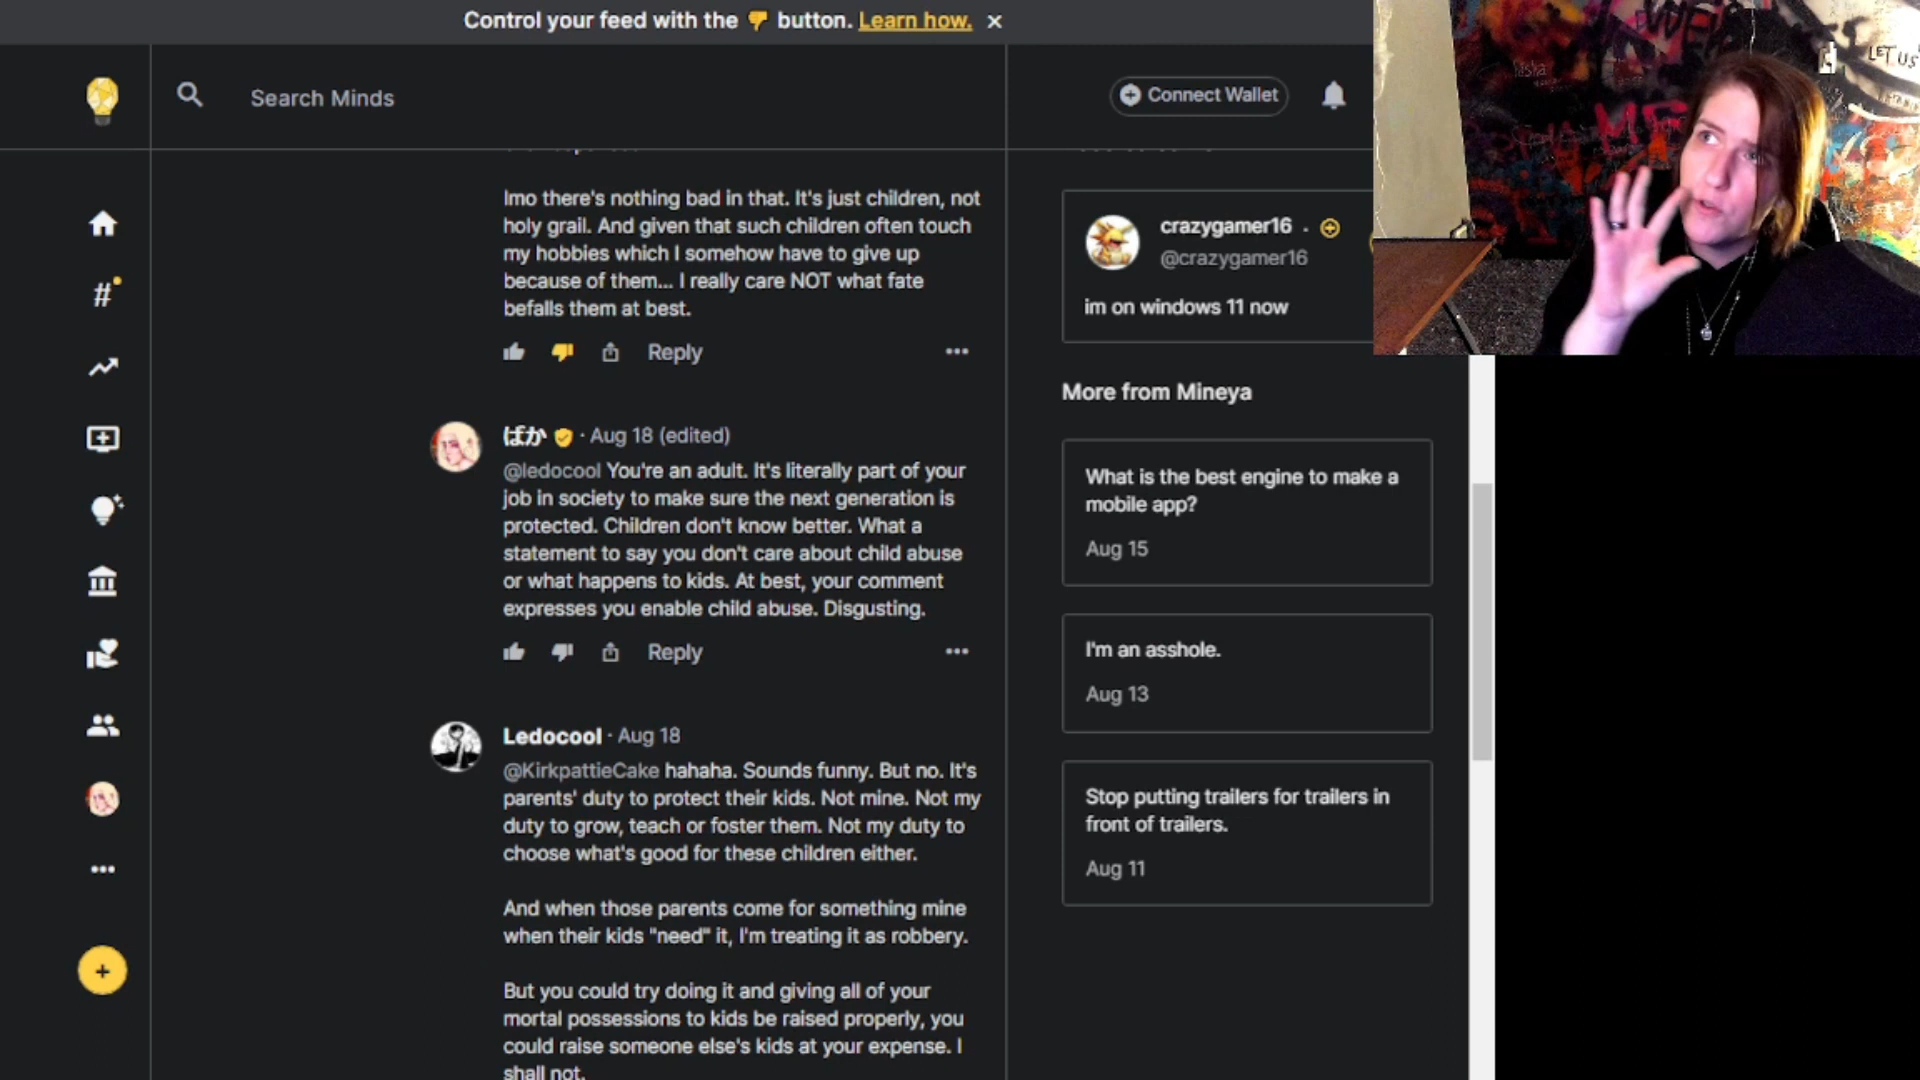 Control your feed with the 👎 button. Learn how. ×
Search Minds
Connect Wallet
Imo there's nothing bad in that. It's just children, not
holy grail. And given that such children often touch
my hobbies which I somehow have to give up
because of them... I really care NOT what fate
befalls them at best.
Reply
•••
ばか · Aug 18 (edited)
@ledocool You're an adult. It's literally part of your
job in society to make sure the next generation is
protected. Children don't know better. What a
statement to say you don't care about child abuse
or what happens to kids. At best, your comment
expresses you enable child abuse. Disgusting.
Reply
•••
Ledocool · Aug 18
@KirkpattieCake hahaha. Sounds funny. But no. It's
parents' duty to protect their kids. Not mine. Not my
duty to grow, teach or foster them. Not my duty to
choose what's good for these children either.
And when those parents come for something mine
when their kids "need" it, I'm treating it as robbery.
But you could try doing it and giving all of your
mortal possessions to kids be raised properly, you
could raise someone else's kids at your expense. I
shall not.
crazygamer16 ·
@crazygamer16
im on windows 11 now
More from Mineya
What is the best engine to make a
mobile app?
Aug 15
I'm an asshole.
Aug 13
Stop putting trailers for trailers in
front of trailers.
Aug 11
LET US